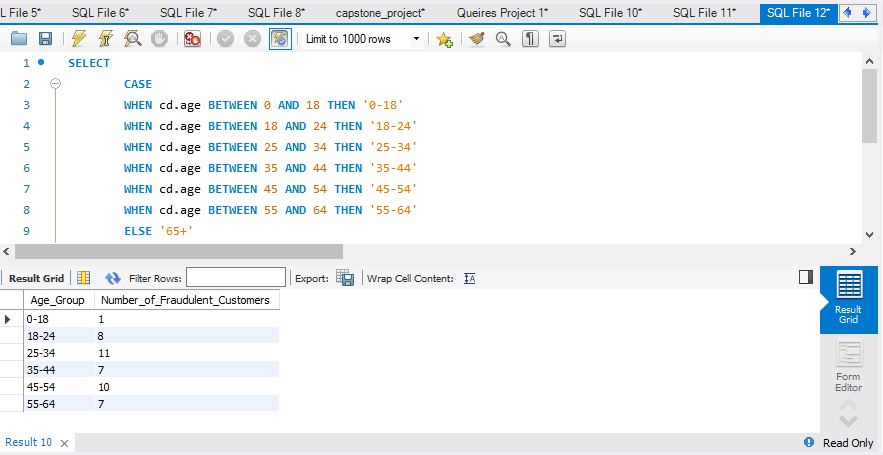 L File 5* SQL File 6* SQL File 7* SQL File 8* capstone_project* Queires Project 1* SQL File 10* SQL File 11* SQL File 12*
Limit to 1000 rows
1 SELECT
2 CASE
3 WHEN cd.age BETWEEN 0 AND 18 THEN '0-18'
4 WHEN cd.age BETWEEN 18 AND 24 THEN '18-24'
5 WHEN cd.age BETWEEN 25 AND 34 THEN '25-34'
6 WHEN cd.age BETWEEN 35 AND 44 THEN '35-44'
7 WHEN cd.age BETWEEN 45 AND 54 THEN '45-54'
8 WHEN cd.age BETWEEN 55 AND 64 THEN '55-64'
9 ELSE '65+'
Result Grid Filter Rows: Export: Wrap Cell Content:
Age_Group Number_of_Fraudulent_Customers
0-18 1
18-24 8
25-34 11
35-44 7
45-54 10
55-64 7
Result
Grid
Form
Editor
Result 10 Read Only